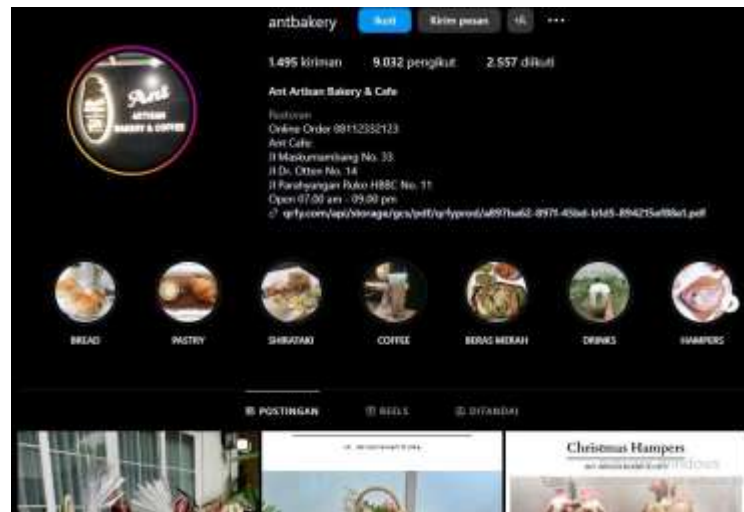 antbakery
Ikuti
Kirim pesan
1.495 kiriman
9.032 pengikut
2.557 diikuti
Ant Artisan Bakery & Cafe
Restoran
Online Order 08112332123
Ant Cafe:
Jl Maskumambang No. 33
Jl Dr. Otten No. 14
Jl Parahyangan Ruko HBBC No. 11
Open 07.00 am - 09.00 pm
Ant
ARTISAN
BAKERY & COFFEE
BREAD
PASTRY
SHIRATAKI
COFFEE
BERAS MERAH
DRINKS
HAMPERS
POSTINGAN
REELS
DITANDAI
Christmas Hampers